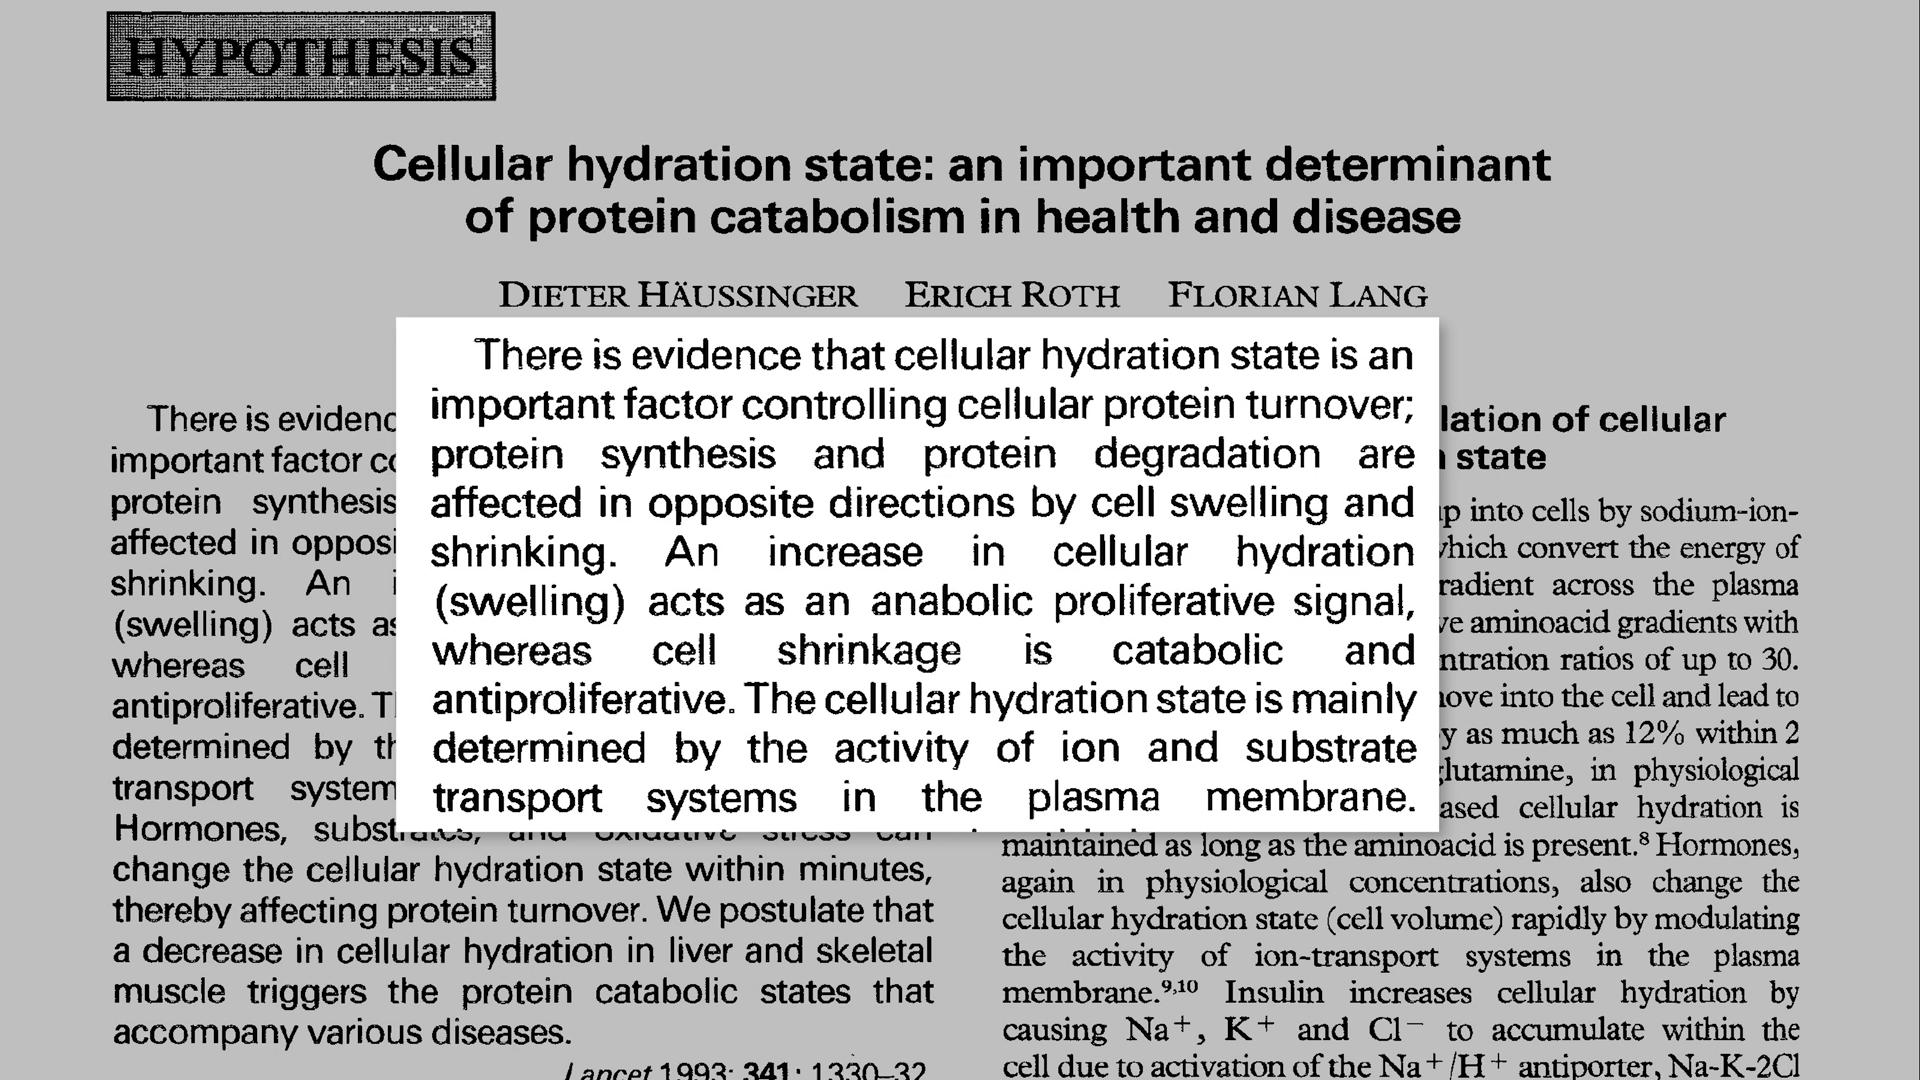 HYPOTHESIS
Cellular hydration state: an important determinant
of protein catabolism in health and disease
DIETER HÄUSSINGER ERICH ROTH FLORIAN LANG
There is evidence that cellular hydration state is an
important factor controlling cellular protein turnover;
protein synthesis and protein degradation are
affected in opposite directions by cell swelling and
shrinking. An increase in cellular hydration
(swelling) acts as an anabolic proliferative signal,
whereas cell shrinkage is catabolic and
antiproliferative. The cellular hydration state is mainly
determined by the activity of ion and substrate
transport systems in the plasma membrane.
There is
important factor
protein synthesis
affected in
shrinking. An
(swelling) acts
whereas cell
antiproliferative.
determined by
transport
Hormones,
change the cellular hydration state within minutes,
thereby affecting protein turnover. We postulate that
a decrease in cellular hydration in liver and skeletal
muscle triggers the protein catabolic states that
accompany various diseases.
Lancet 1993; 341: 1330–32
of cellular
state
into cells by sodium-ion-
which convert the energy of
across the plasma
aminoacid gradients with
ratios of up to 30.
into the cell and lead to
as much as 12% within 2
glutamine, in physiological
cellular hydration is
maintained as long as the aminoacid is present.8 Hormones,
again in physiological concentrations, also change the
cellular hydration state (cell volume) rapidly by modulating
the activity of ion-transport systems in the plasma
membrane.9,10 Insulin increases cellular hydration by
causing Na+, K+ and Cl− to accumulate within the
cell due to activation of the Na+/H+ antiporter, Na-K-2Cl